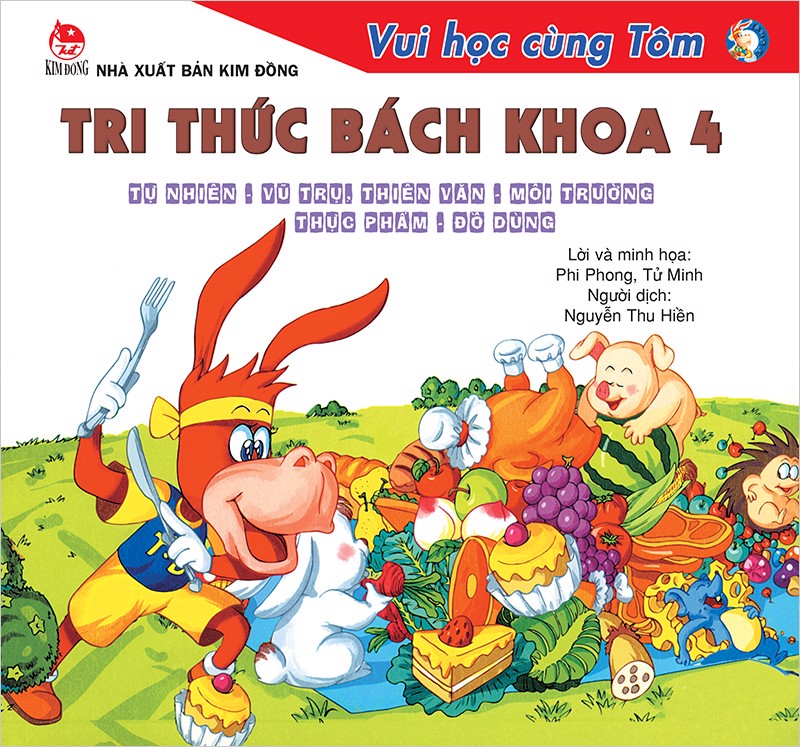 Vui học cùng Tôm
KIM ĐỒNG
NHÀ XUẤT BẢN KIM ĐỒNG
TRI THỨC BÁCH KHOA 4
TỰ NHIÊN - VŨ TRỤ, THIÊN VĂN - MÔI TRƯỜNG
THỰC PHẨM - ĐỒ DÙNG
Lời và minh họa:
Phi Phong, Tử Minh
Người dịch:
Nguyễn Thu Hiền